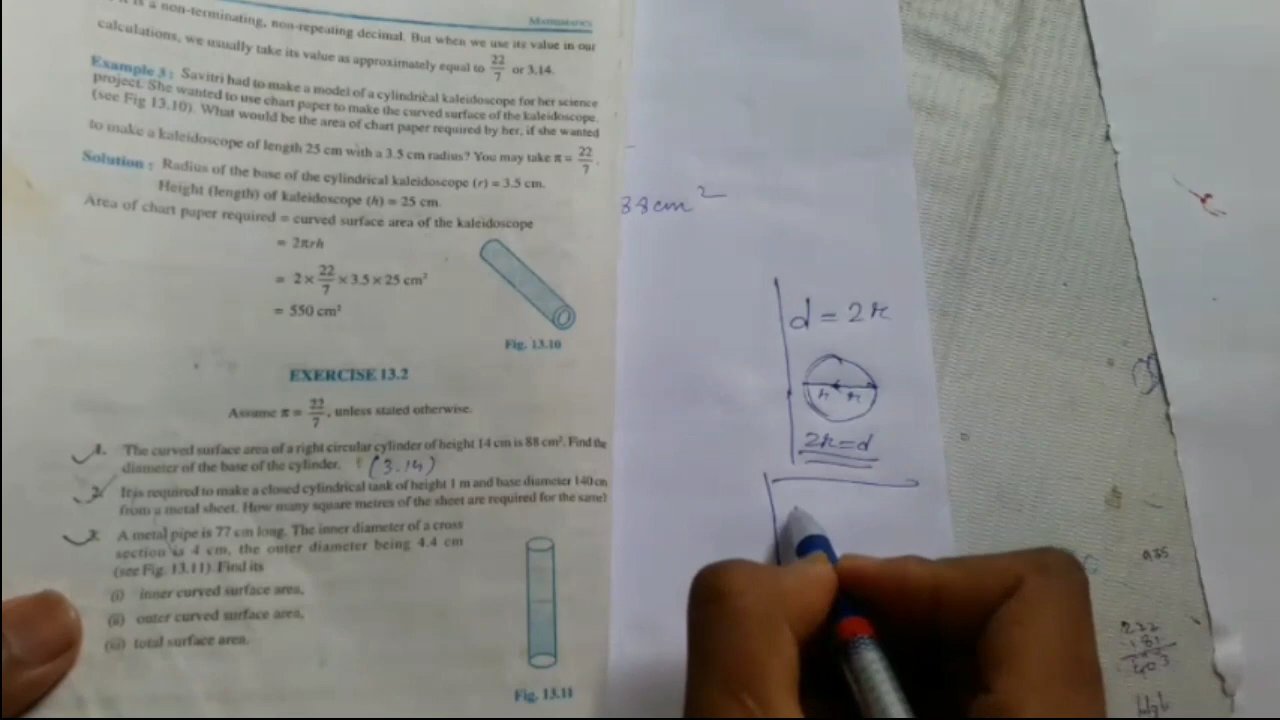 MATHEMATICS
is a non-terminating, non-repeating decimal. But when we use its value in our
calculations, we usually take its value as approximately equal to 22/7 or 3.14.
Example 3 : Savitri had to make a model of a cylindrical kaleidoscope for her science
project. She wanted to use chart paper to make the curved surface of the kaleidoscope.
(see Fig 13.10). What would be the area of chart paper required by her, if she wanted
to make a kaleidoscope of length 25 cm with a 3.5 cm radius? You may take π = 22/7.
Solution : Radius of the base of the cylindrical kaleidoscope (r) = 3.5 cm.
Height (length) of kaleidoscope (h) = 25 cm.
Area of chart paper required = curved surface area of the kaleidoscope
= 2πrh
= 2 × 22/7 × 3.5 × 25 cm²
= 550 cm²
Fig. 13.10
EXERCISE 13.2
Assume π = 22/7, unless stated otherwise.
1. The curved surface area of a right circular cylinder of height 14 cm is 88 cm². Find the
diameter of the base of the cylinder. (3.14)
2. It is required to make a closed cylindrical tank of height 1 m and base diameter 140 cm
from a metal sheet. How many square metres of the sheet are required for the same?
3. A metal pipe is 77 cm long. The inner diameter of a cross
section is 4 cm, the outer diameter being 4.4 cm
(see Fig. 13.11). Find its
(i) inner curved surface area,
(ii) outer curved surface area,
(iii) total surface area.
Fig. 13.11
88cm²
d = 2r
r r
2r=d